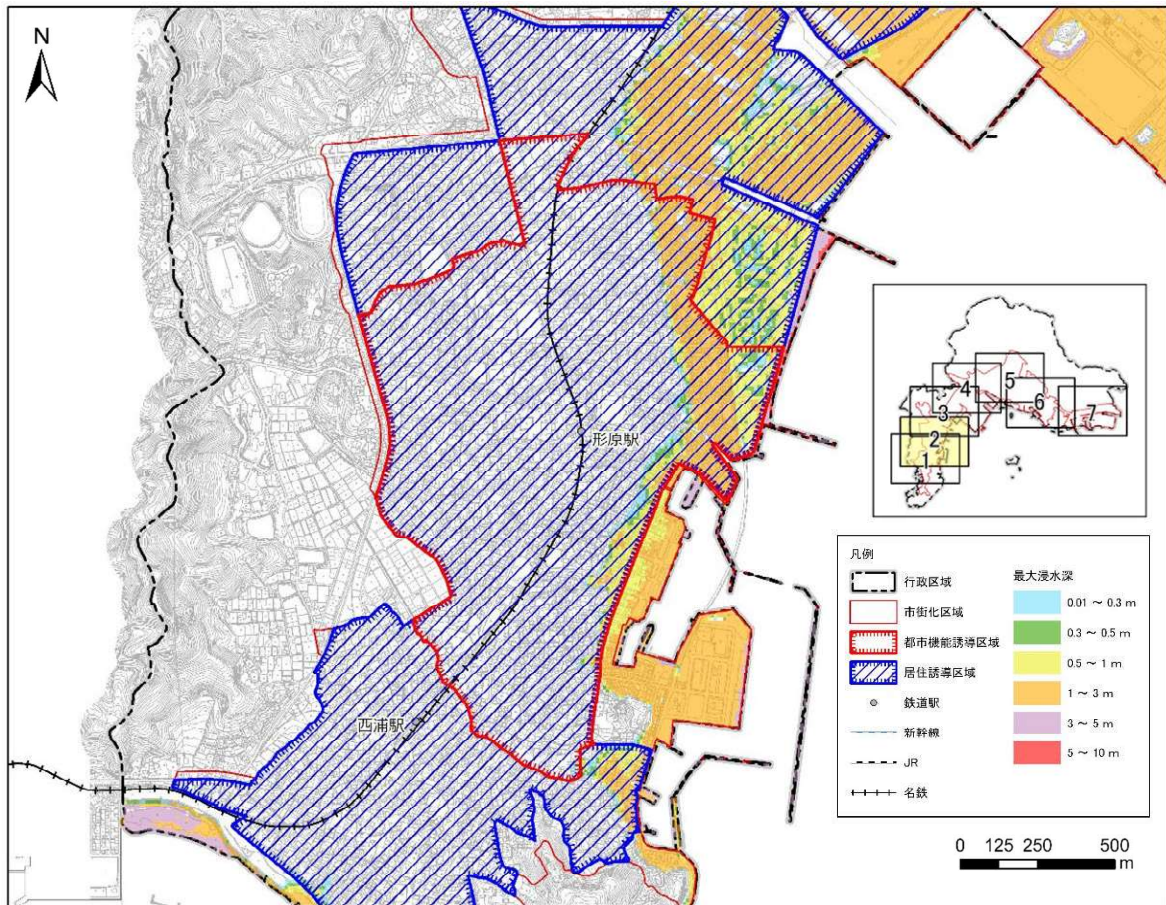 N
形原駅
西浦駅
5
4
6
3
7
2
1
凡例
行政区域
市街化区域
都市機能誘導区域
居住誘導区域
鉄道駅
新幹線
JR
名鉄
最大浸水深
0.01 ～ 0.3 m
0.3 ～ 0.5 m
0.5 ～ 1 m
1 ～ 3 m
3 ～ 5 m
5 ～ 10 m
0 125 250 500
m